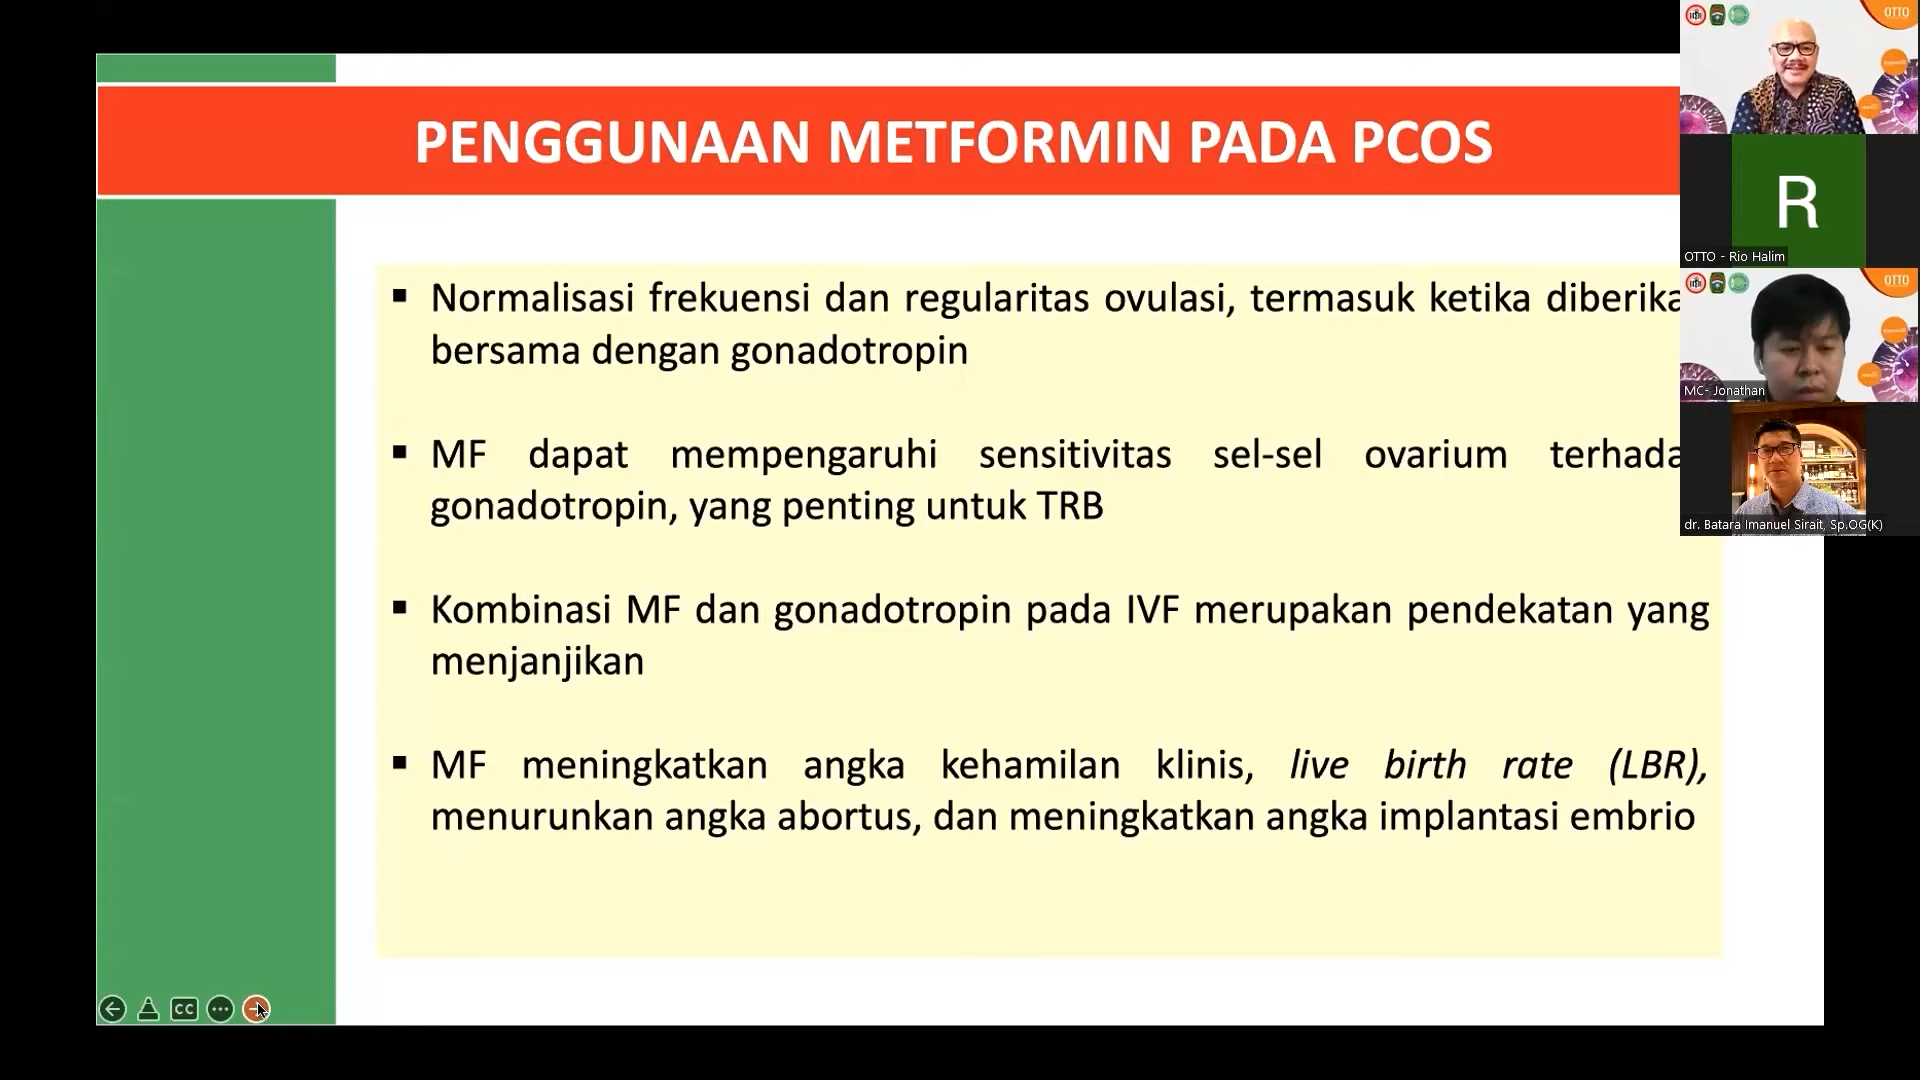 PENGGUNAAN METFORMIN PADA PCOS
▪ Normalisasi frekuensi dan regularitas ovulasi, termasuk ketika diberika
bersama dengan gonadotropin
▪ MF dapat mempengaruhi sensitivitas sel-sel ovarium terhada
gonadotropin, yang penting untuk TRB
▪ Kombinasi MF dan gonadotropin pada IVF merupakan pendekatan yang
menjanjikan
▪ MF meningkatkan angka kehamilan klinis, live birth rate (LBR),
menurunkan angka abortus, dan meningkatkan angka implantasi embrio
CC
OTTO
R
OTTO - Rio Halim
OTTO
MC- Jonathan
dr. Batara Imanuel Sirait, Sp.OG(K)